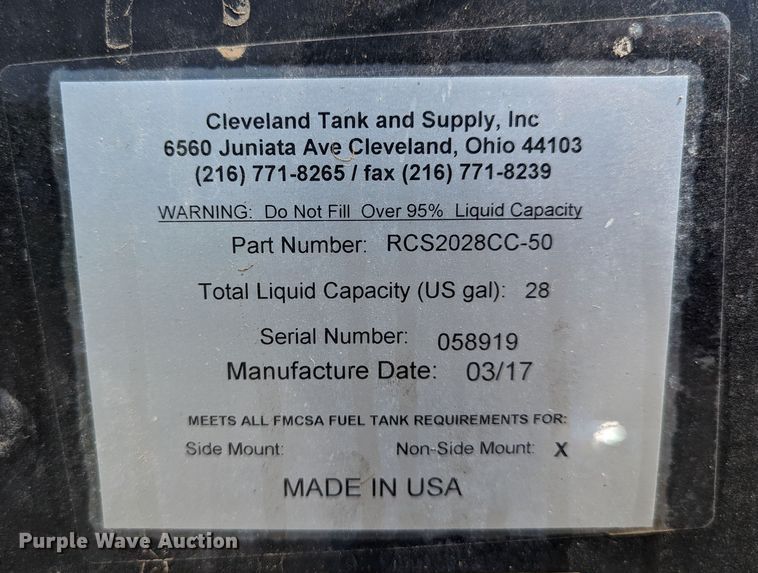 Cleveland Tank and Supply, Inc
6560 Juniata Ave Cleveland, Ohio 44103
(216) 771-8265 / fax (216) 771-8239
WARNING: Do Not Fill Over 95% Liquid Capacity
Part Number: RCS2028CC-50
Total Liquid Capacity (US gal): 28
Serial Number: 058919
Manufacture Date: 03/17
MEETS ALL FMCSA FUEL TANK REQUIREMENTS FOR:
Side Mount: Non-Side Mount: X
MADE IN USA
Purple Wave Auction